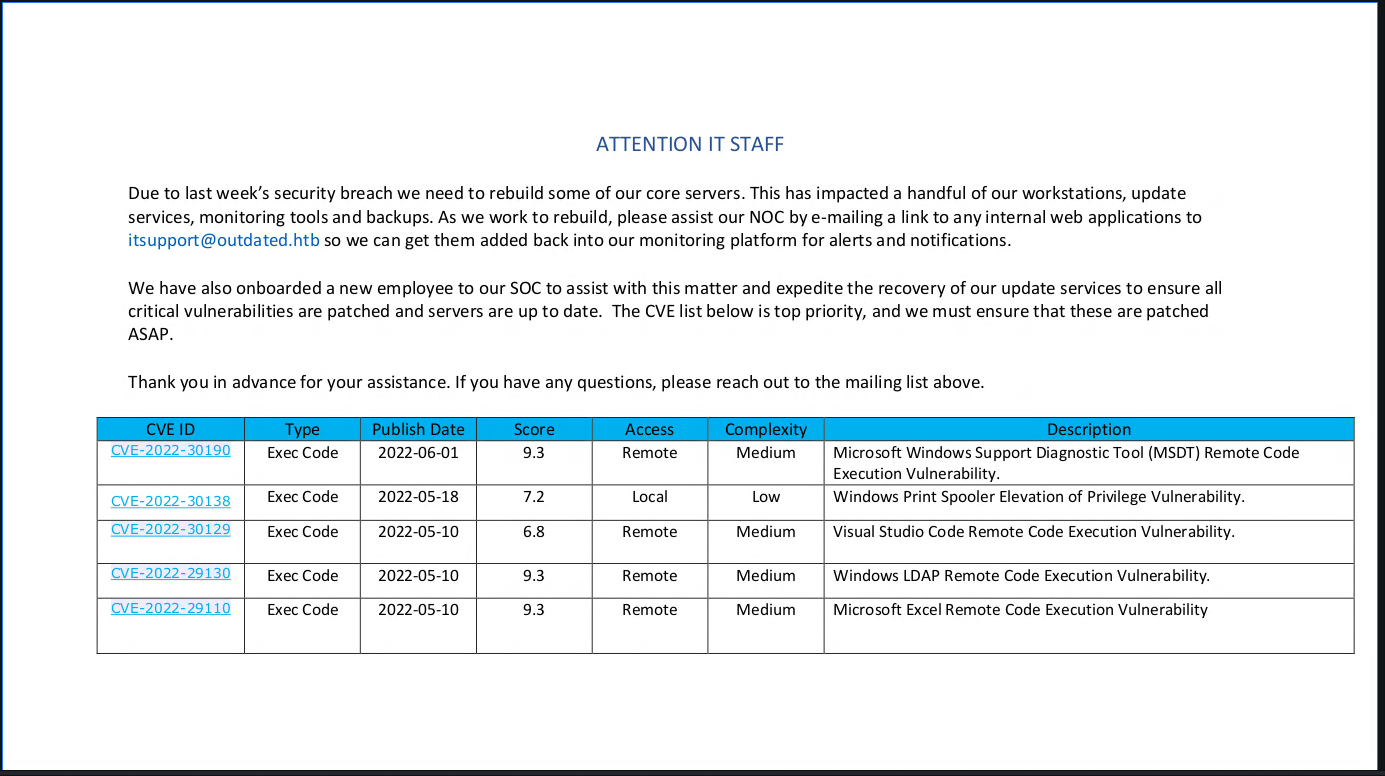 ATTENTION IT STAFF
Due to last week’s security breach we need to rebuild some of our core servers. This has impacted a handful of our workstations, update
services, monitoring tools and backups. As we work to rebuild, please assist our NOC by e-mailing a link to any internal web applications to
itsupport@outdated.htb so we can get them added back into our monitoring platform for alerts and notifications.
We have also onboarded a new employee to our SOC to assist with this matter and expedite the recovery of our update services to ensure all
critical vulnerabilities are patched and servers are up to date.  The CVE list below is top priority, and we must ensure that these are patched
ASAP.
Thank you in advance for your assistance. If you have any questions, please reach out to the mailing list above.
CVE ID Type Publish Date Score Access Complexity Description
CVE-2022-30190 Exec Code 2022-06-01 9.3 Remote Medium Microsoft Windows Support Diagnostic Tool (MSDT) Remote Code
Execution Vulnerability.
CVE-2022-30138 Exec Code 2022-05-18 7.2 Local Low Windows Print Spooler Elevation of Privilege Vulnerability.
CVE-2022-30129 Exec Code 2022-05-10 6.8 Remote Medium Visual Studio Code Remote Code Execution Vulnerability.
CVE-2022-29130 Exec Code 2022-05-10 9.3 Remote Medium Windows LDAP Remote Code Execution Vulnerability.
CVE-2022-29110 Exec Code 2022-05-10 9.3 Remote Medium Microsoft Excel Remote Code Execution Vulnerability